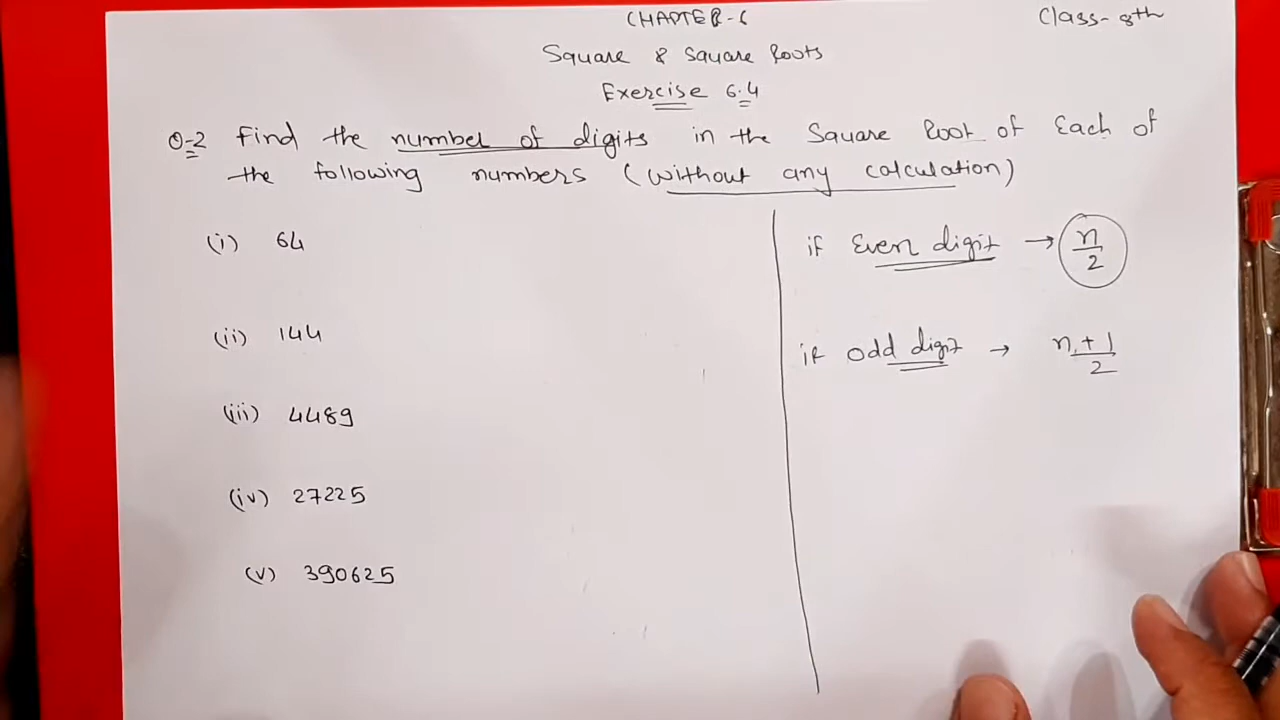 CHAPTER-6
Class-8th
Square & Square Roots
Exercise 6.4
Q-2 Find the number of digits in the Square Root of Each of
the following numbers (without any calculation)
(i) 64
(ii) 144
(iii) 4489
(iv) 27225
(v) 390625
if Even digit → n/2
if odd digit → n+1/2